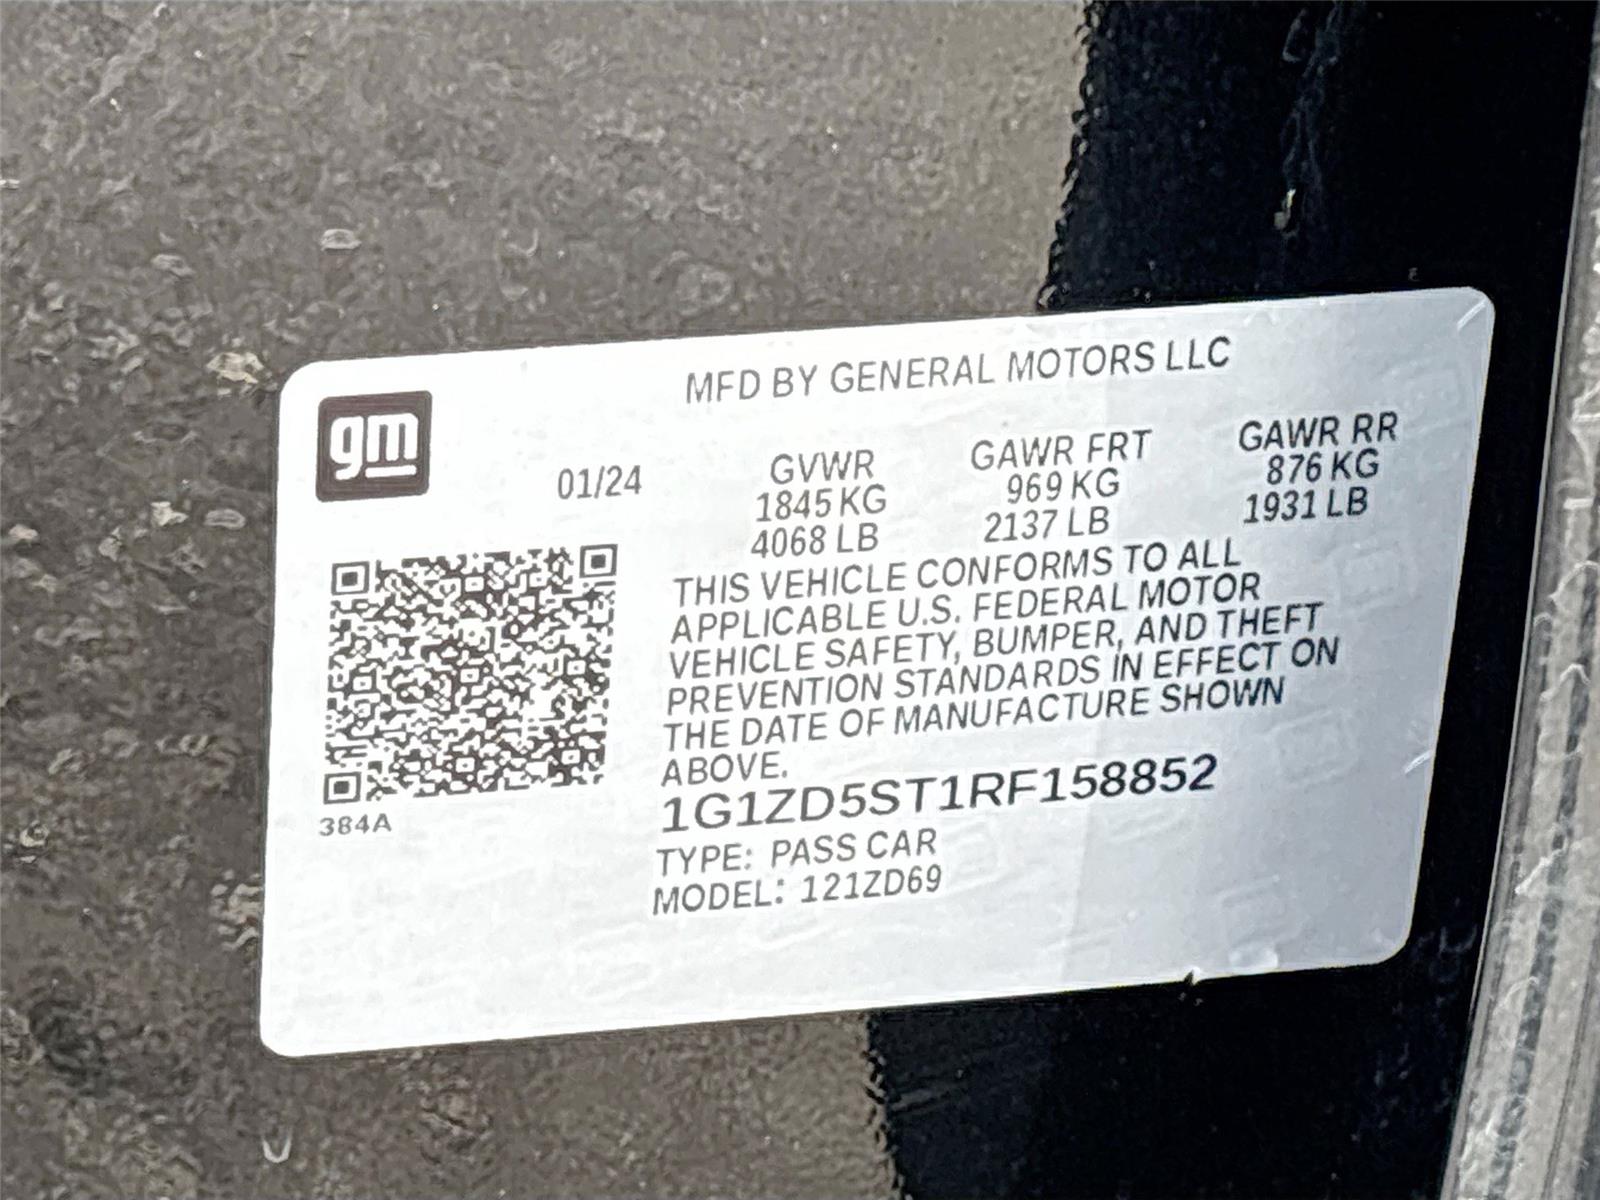 MFD BY GENERAL MOTORS LLC
gm
01/24
GVWR GAWR FRT GAWR RR
1845 KG 969 KG 876 KG
4068 LB 2137 LB 1931 LB
THIS VEHICLE CONFORMS TO ALL
APPLICABLE U.S. FEDERAL MOTOR
VEHICLE SAFETY, BUMPER, AND THEFT
PREVENTION STANDARDS IN EFFECT ON
THE DATE OF MANUFACTURE SHOWN
ABOVE.
1G1ZD5ST1RF158852
384A
TYPE: PASS CAR
MODEL: 121ZD69